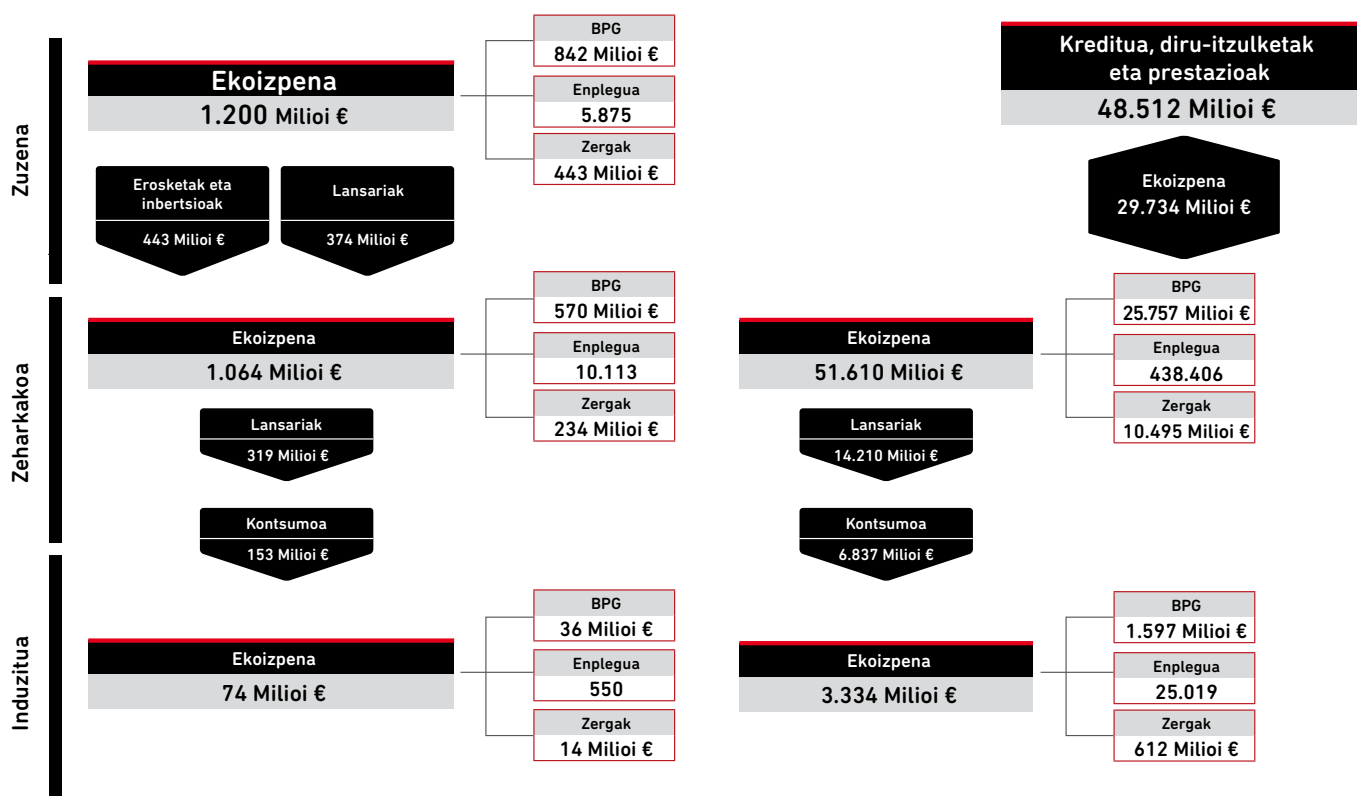 Zuzena
Ekoizpena
1.200 Milioi €
BPG
842 Milioi €
Enplegua
5.875
Zergak
443 Milioi €
Kreditua, diru-itzulketak
eta prestazioak
48.512 Milioi €
Erosketak eta
inbertsioak
443 Milioi €
Lansariak
374 Milioi €
Ekoizpena
29.734 Milioi €
Zeharkakoa
Ekoizpena
1.064 Milioi €
BPG
570 Milioi €
Enplegua
10.113
Zergak
234 Milioi €
Lansariak
319 Milioi €
Kontsumoa
153 Milioi €
Ekoizpena
51.610 Milioi €
BPG
25.757 Milioi €
Enplegua
438.406
Zergak
10.495 Milioi €
Lansariak
14.210 Milioi €
Kontsumoa
6.837 Milioi €
Induzitua
Ekoizpena
74 Milioi €
BPG
36 Milioi €
Enplegua
550
Zergak
14 Milioi €
Ekoizpena
3.334 Milioi €
BPG
1.597 Milioi €
Enplegua
25.019
Zergak
612 Milioi €